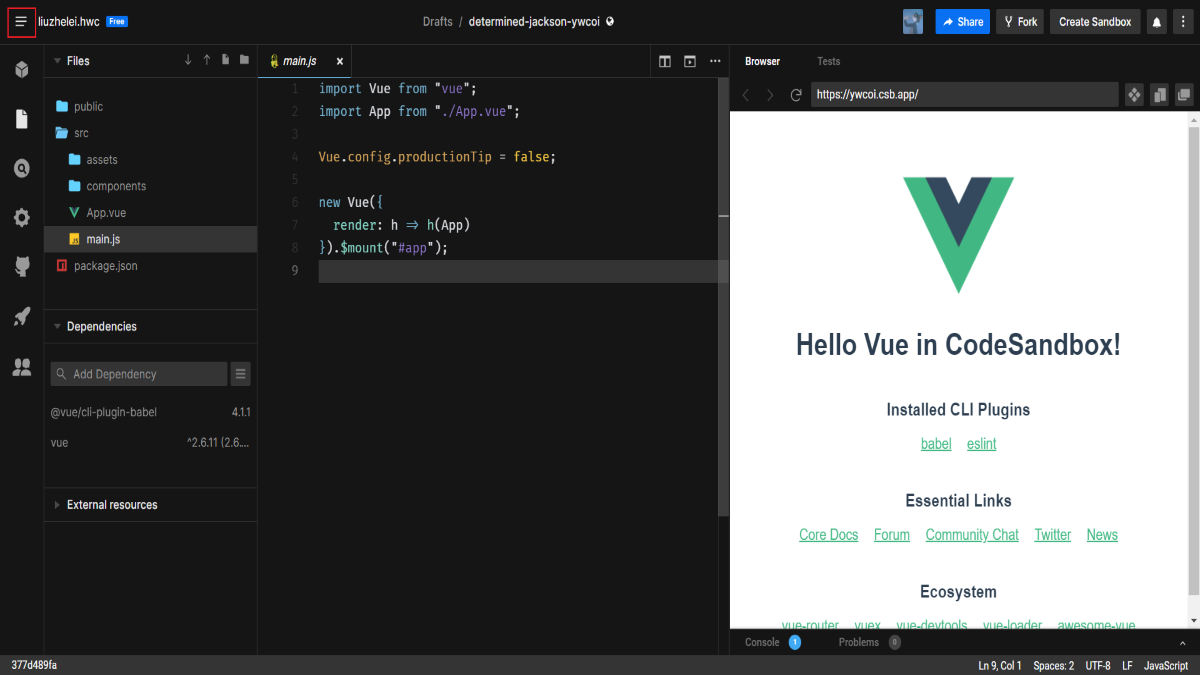 liuzhelei.hwc Free
Drafts / determined-jackson-ywcoi
Share Fork Create Sandbox
Files
public
src
assets
components
App.vue
main.js
package.json
Dependencies
Add Dependency
@vue/cli-plugin-babel 4.1.1
vue ^2.6.11 (2.6....
External resources
main.js
1 import Vue from "vue";
2 import App from "./App.vue";
3
4 Vue.config.productionTip = false;
5
6 new Vue({
7 render: h => h(App)
8 }).$mount("#app");
9
Browser Tests
https://ywcoi.csb.app/
Hello Vue in CodeSandbox!
Installed CLI Plugins
babel eslint
Essential Links
Core Docs Forum Community Chat Twitter News
Ecosystem
vue-router vuex vue-devtools vue-loader awesome-vue
Console 1 Problems 0
377d489fa
Ln 9, Col 1 Spaces: 2 UTF-8 LF JavaScript